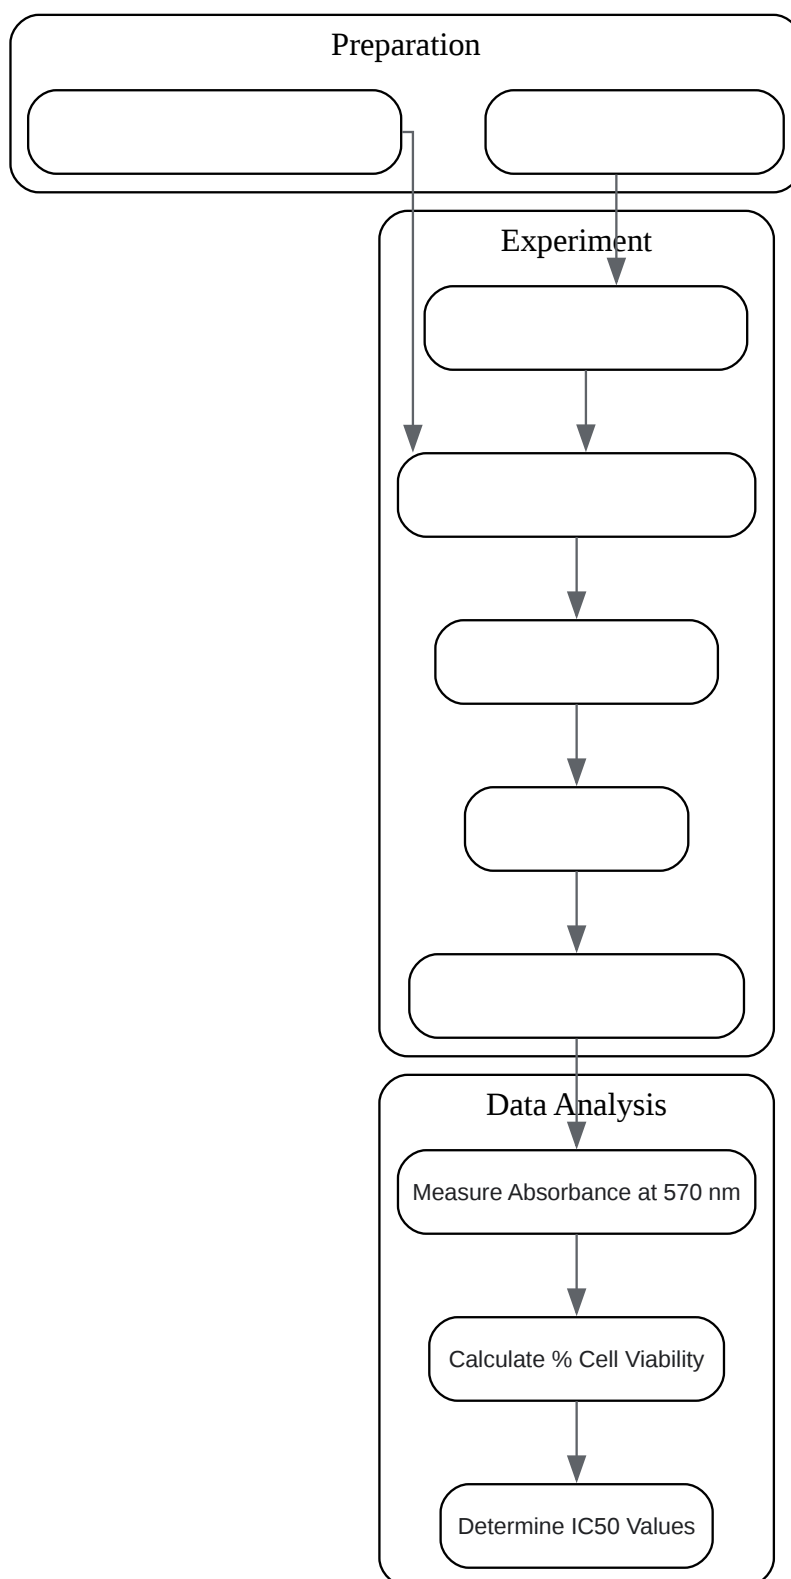 Preparation
Experiment
Data Analysis
Measure Absorbance at 570 nm
Calculate % Cell Viability
Determine IC50 Values